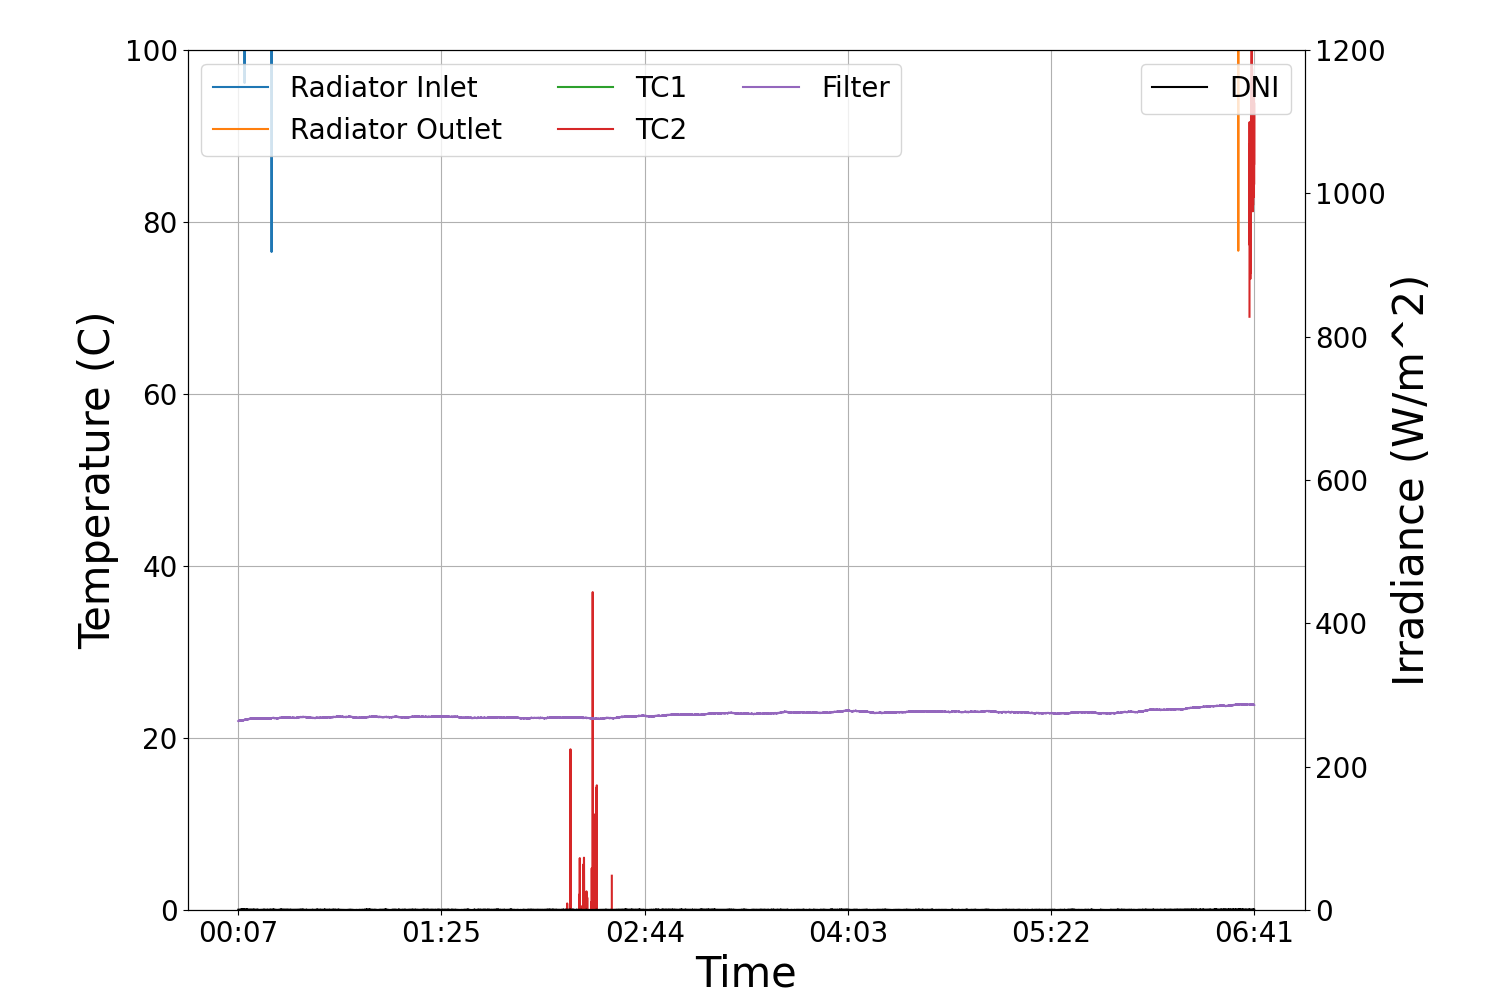 100
80
60
40
20
0
Temperature (C)
Radiator Inlet
Radiator Outlet
TC1
TC2
Filter
DNI
1200
1000
800
600
400
200
0
Irradiance (W/m^2)
00:07 01:25 02:44 04:03 05:22 06:41
Time